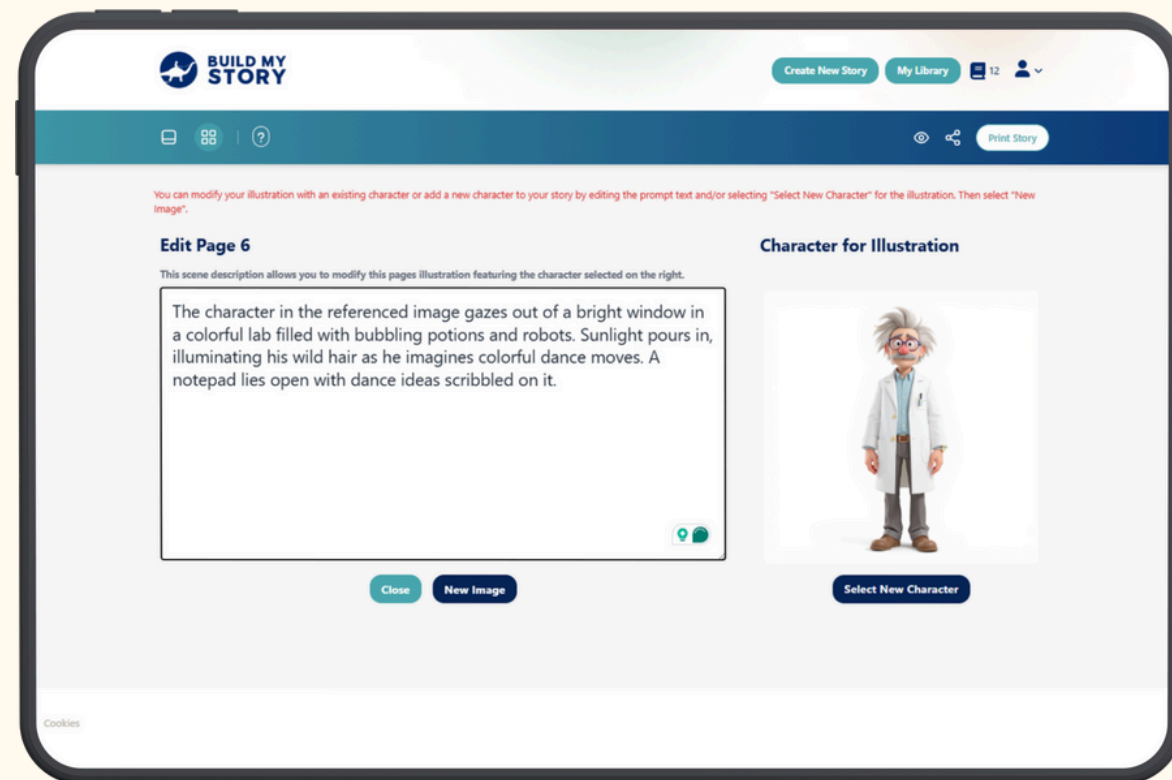 BUILD MY
STORY
Create New Story
My Library
12
?
Print Story
You can modify your illustration with an existing character or add a new character to your story by editing the prompt text and/or selecting "Select New Character" for the illustration. Then select "New
Image".
Edit Page 6
This scene description allows you to modify this pages illustration featuring the character selected on the right.
The character in the referenced image gazes out of a bright window in
a colorful lab filled with bubbling potions and robots. Sunlight pours in,
illuminating his wild hair as he imagines colorful dance moves. A
notepad lies open with dance ideas scribbled on it.
Close
New Image
Character for Illustration
Select New Character
Cookies